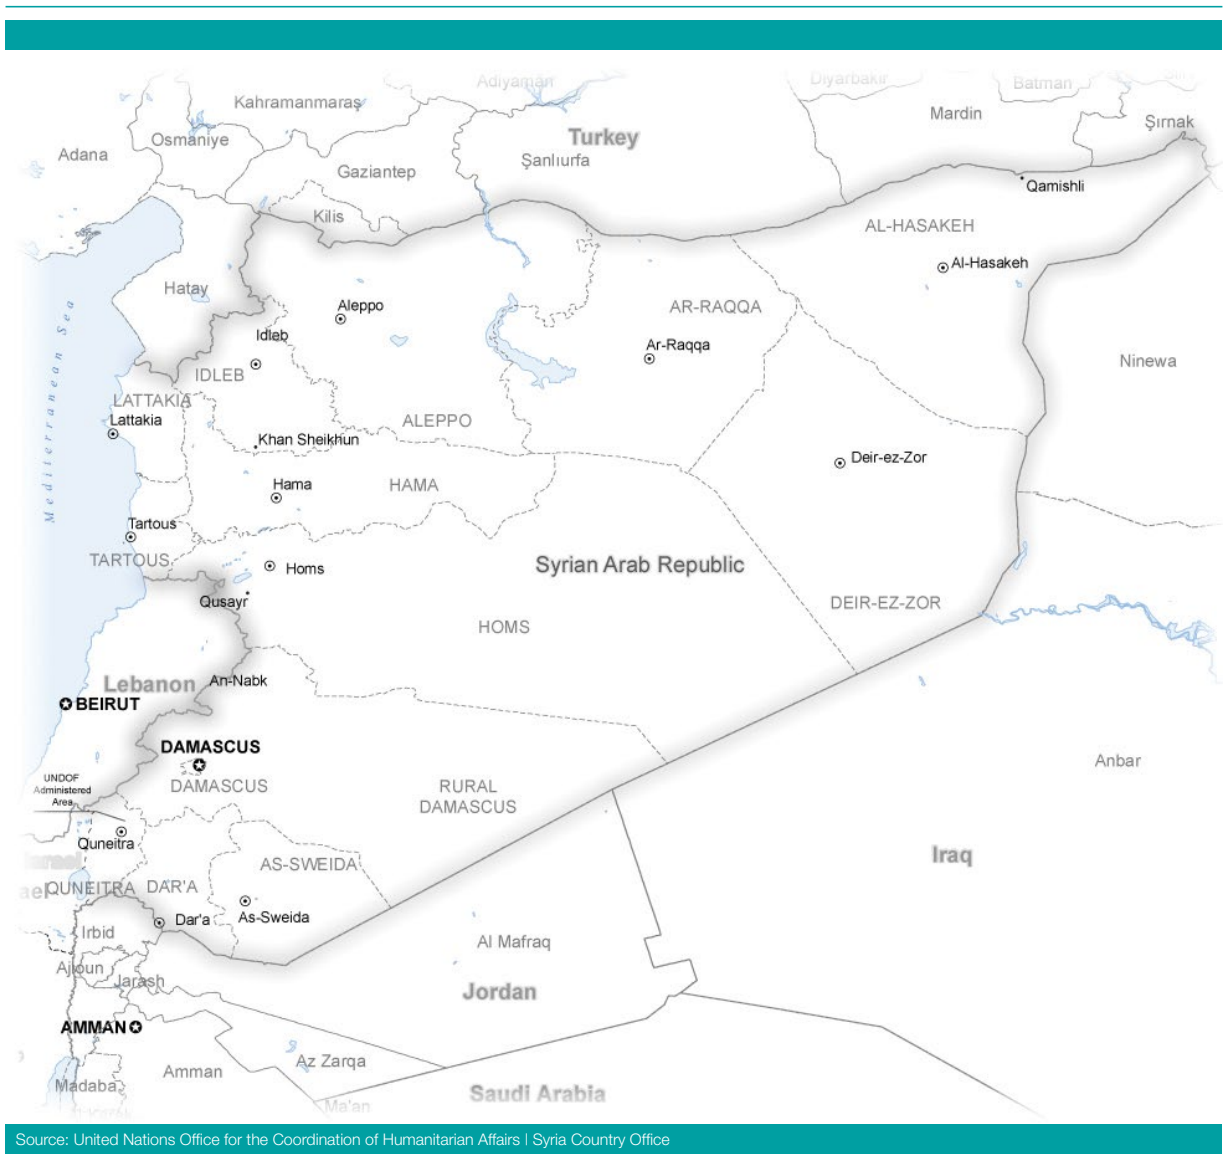 Adıyaman
Diyarbakır
Batman
Kahramanmaraş
Mardin
Şırnak
Osmaniye
Turkey
Adana
Şanlıurfa
Gaziantep
Qamishli
Kilis
AL-HASAKEH
Al-Hasakeh
Hatay
Mediterranean Sea
Aleppo
AR-RAQQA
Idleb
Ar-Raqqa
Ninewa
IDLEB
LATTAKIA
Lattakia
ALEPPO
Khan Sheikhun
Deir-ez-Zor
Hama
HAMA
Tartous
TARTOUS
Homs
Syrian Arab Republic
Qusayr
DEIR-EZ-ZOR
HOMS
An-Nabk
Lebanon
BEIRUT
DAMASCUS
Anbar
UNDOF
Administered
Area
DAMASCUS
RURAL
DAMASCUS
Quneitra
Israel
Iraq
AS-SWEIDA
QUNEITRA
DAR'A
Dar'a
As-Sweida
Irbid
Al Mafraq
Ajloun
Jarash
Jordan
AMMAN
Az Zarqa
Amman
Madaba
Saudi Arabia
Ma'an
Source: United Nations Office for the Coordination of Humanitarian Affairs | Syria Country Office